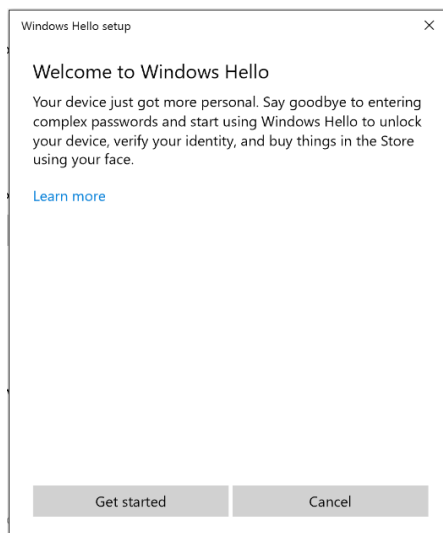 Windows Hello setup
Welcome to Windows Hello
Your device just got more personal. Say goodbye to entering
complex passwords and start using Windows Hello to unlock
your device, verify your identity, and buy things in the Store
using your face.
Learn more
Get started
Cancel